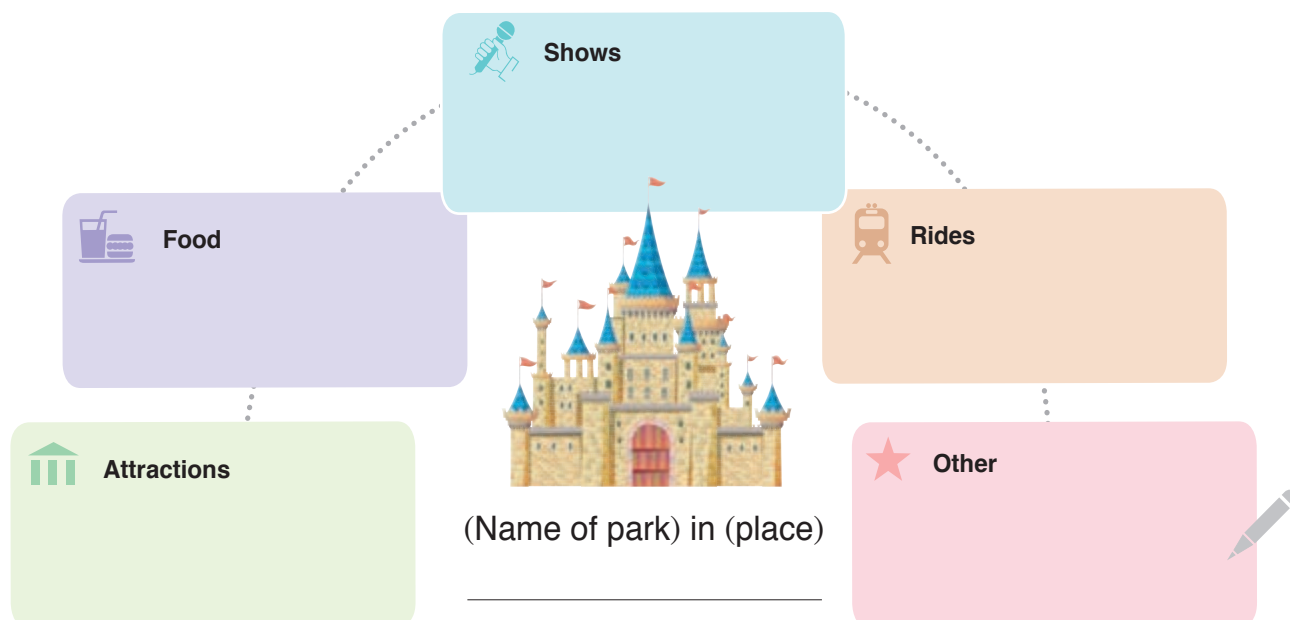 Shows
Food
Rides
Attractions
Other
(Name of park) in (place)